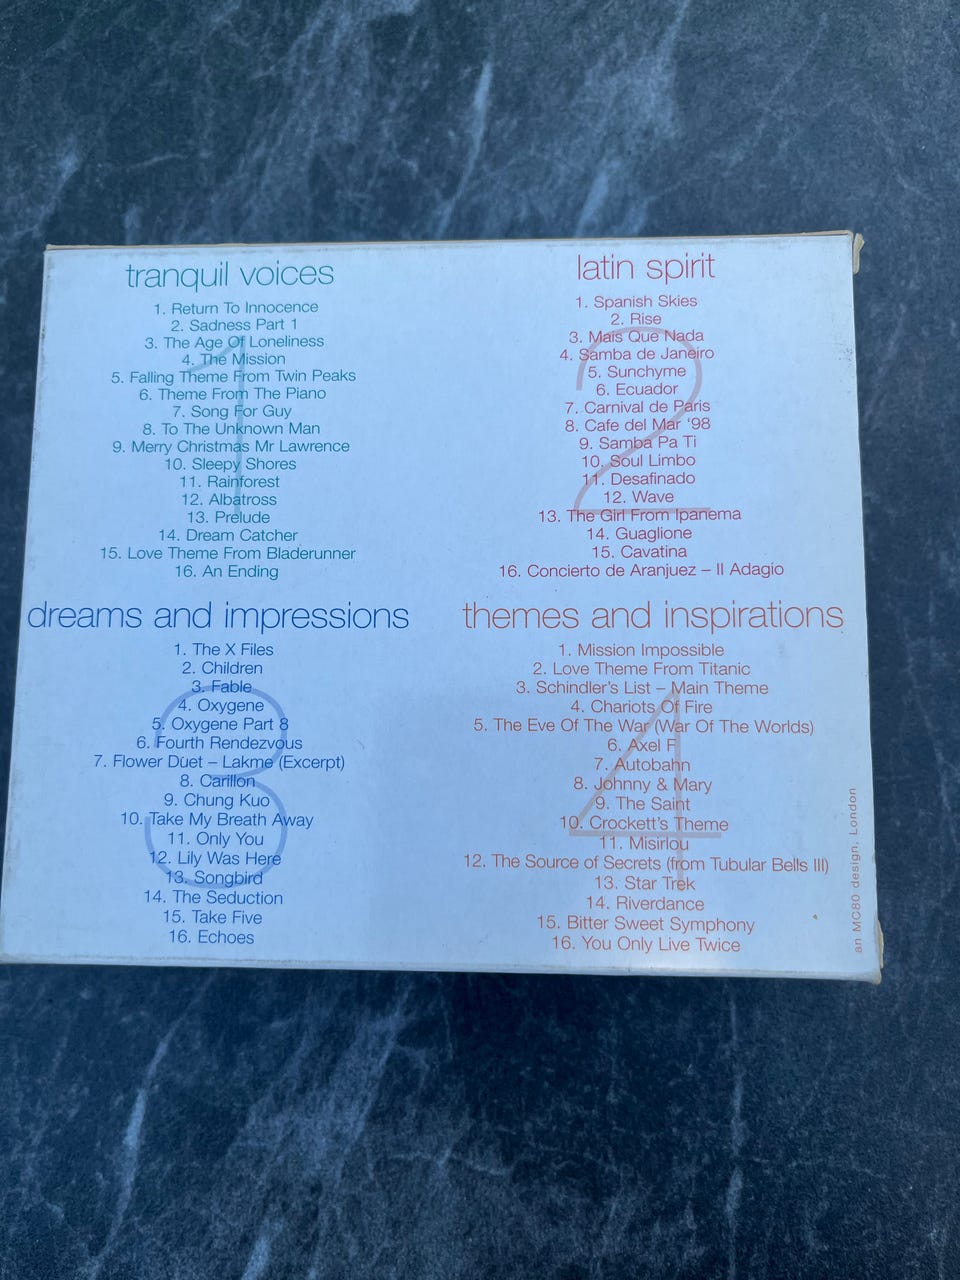 tranquil voices
1. Return To Innocence
2. Sadness Part 1
3. The Age Of Loneliness
4. The Mission
5. Falling Theme From Twin Peaks
6. Theme From The Piano
7. Song For Guy
8. To The Unknown Man
9. Merry Christmas Mr Lawrence
10. Sleepy Shores
11. Rainforest
12. Albatross
13. Prelude
14. Dream Catcher
15. Love Theme From Bladerunner
16. An Ending
1
latin spirit
1. Spanish Skies
2. Rise
3. Mais Que Nada
4. Samba de Janeiro
5. Sunchyme
6. Ecuador
7. Carnival de Paris
8. Cafe del Mar '98
9. Samba Pa Ti
10. Soul Limbo
11. Desafinado
12. Wave
13. The Girl From Ipanema
14. Guaglione
15. Cavatina
16. Concierto de Aranjuez – II Adagio
2
dreams and impressions
1. The X Files
2. Children
3. Fable
4. Oxygene
5. Oxygene Part 8
6. Fourth Rendezvous
7. Flower Duet – Lakme (Excerpt)
8. Carillon
9. Chung Kuo
10. Take My Breath Away
11. Only You
12. Lily Was Here
13. Songbird
14. The Seduction
15. Take Five
16. Echoes
3
themes and inspirations
1. Mission Impossible
2. Love Theme From Titanic
3. Schindler's List – Main Theme
4. Chariots Of Fire
5. The Eve Of The War (War Of The Worlds)
6. Axel F
7. Autobahn
8. Johnny & Mary
9. The Saint
10. Crockett's Theme
11. Misirlou
12. The Source of Secrets (from Tubular Bells III)
13. Star Trek
14. Riverdance
15. Bitter Sweet Symphony
16. You Only Live Twice
4
an MC80 design, London